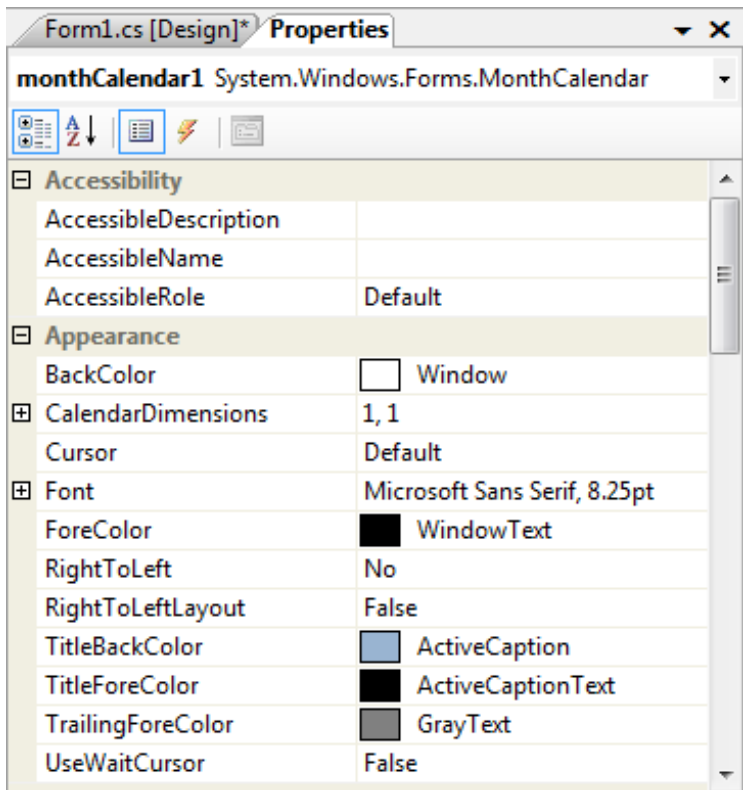 Form1.cs [Design]* Properties
monthCalendar1 System.Windows.Forms.MonthCalendar
A Z
Accessibility
AccessibleDescription
AccessibleName
AccessibleRole Default
Appearance
BackColor Window
CalendarDimensions 1, 1
Cursor Default
Font Microsoft Sans Serif, 8.25pt
ForeColor WindowText
RightToLeft No
RightToLeftLayout False
TitleBackColor ActiveCaption
TitleForeColor ActiveCaptionText
TrailingForeColor GrayText
UseWaitCursor False